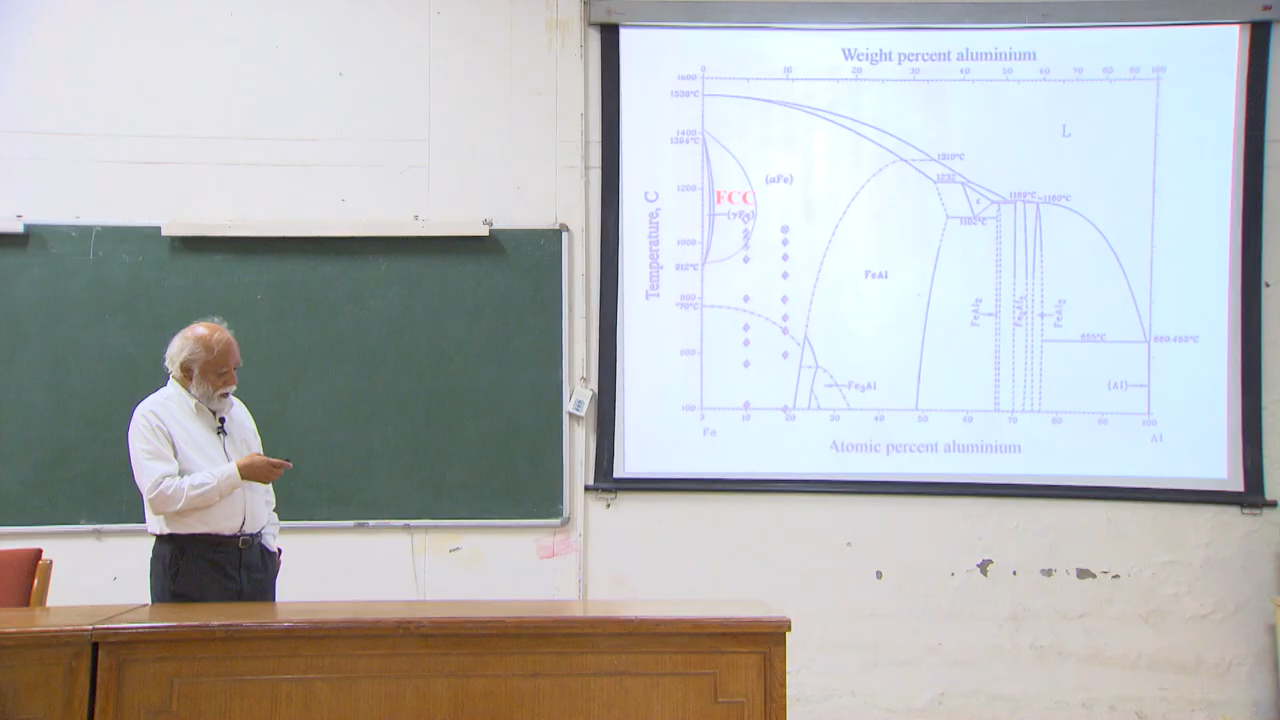 Weight percent aluminium
0 10 20 30 40 50 60 70 80 90 100
1600
1538°C
L
1400
1394°C
1310°C
(αFe)
1232
1200
FCC
1169°C
~1160°C
ε
(γFe)
1102°C
1000
FeAl
912°C
800
770°C
FeAl2
Fe2Al5
FeAl3
655°C
660.452°C
600
Fe3Al
(Al)
10 20 30 40 50 60 70 80 90 100
Fe
Al
Temperature, C
Atomic percent aluminium